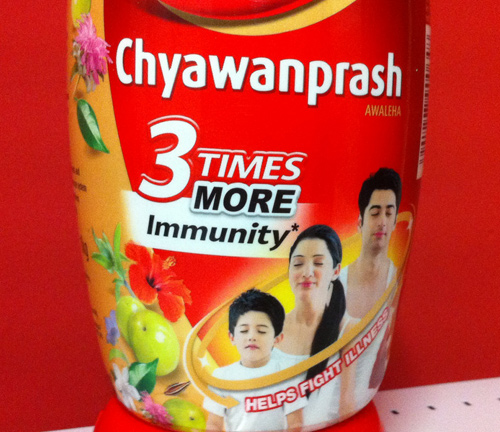 Chyawanprash
AWALEHA
3 TIMES
MORE
Immunity*
HELPS FIGHT ILLNESS